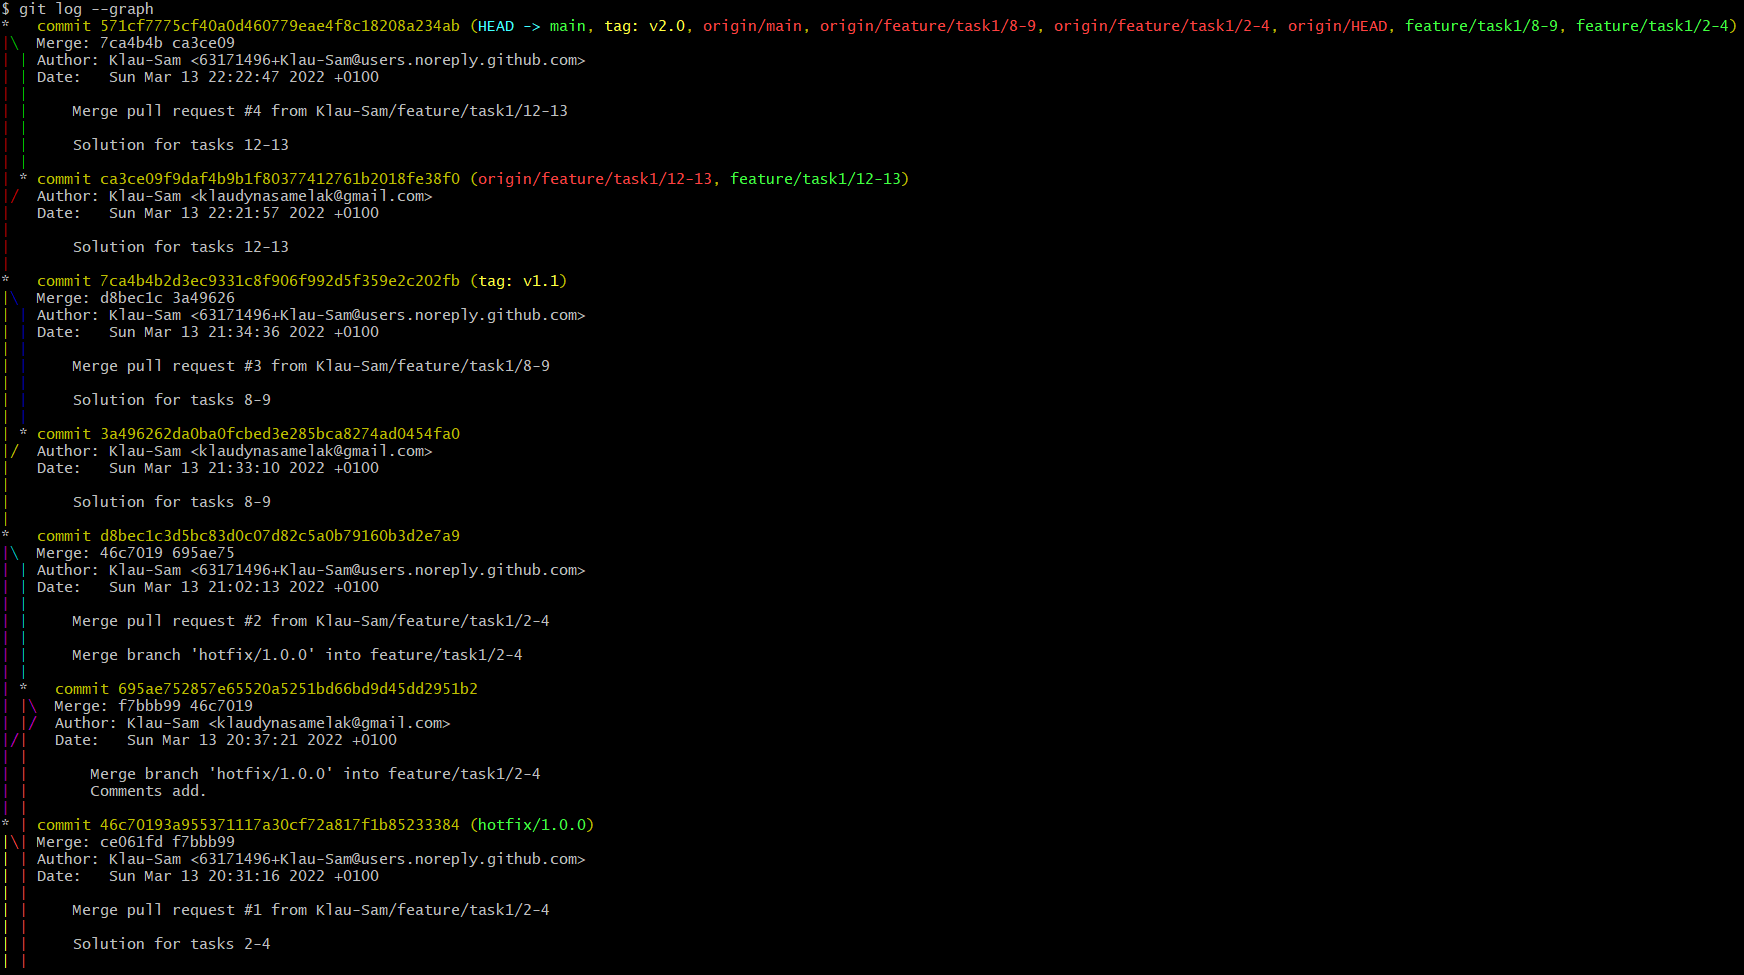 $ git log --graph
*   commit 571cf7775cf40a0d460779eae4f8c18208a234ab (HEAD -> main, tag: v2.0, origin/main, origin/feature/task1/8-9, origin/feature/task1/2-4, origin/HEAD, feature/task1/8-9, feature/task1/2-4)
|\  Merge: 7ca4b4b ca3ce09
| | Author: Klau-Sam <63171496+Klau-Sam@users.noreply.github.com>
| | Date:   Sun Mar 13 22:22:47 2022 +0100
| |
| |     Merge pull request #4 from Klau-Sam/feature/task1/12-13
| |
| |     Solution for tasks 12-13
| |
| * commit ca3ce09f9daf4b9b1f80377412761b2018fe38f0 (origin/feature/task1/12-13, feature/task1/12-13)
|/  Author: Klau-Sam <klaudynasamelak@gmail.com>
|   Date:   Sun Mar 13 22:21:57 2022 +0100
|
|       Solution for tasks 12-13
|
*   commit 7ca4b4b2d3ec9331c8f906f992d5f359e2c202fb (tag: v1.1)
|\  Merge: d8bec1c 3a49626
| | Author: Klau-Sam <63171496+Klau-Sam@users.noreply.github.com>
| | Date:   Sun Mar 13 21:34:36 2022 +0100
| |
| |     Merge pull request #3 from Klau-Sam/feature/task1/8-9
| |
| |     Solution for tasks 8-9
| |
| * commit 3a496262da0ba0fcbed3e285bca8274ad0454fa0
|/  Author: Klau-Sam <klaudynasamelak@gmail.com>
|   Date:   Sun Mar 13 21:33:10 2022 +0100
|
|       Solution for tasks 8-9
|
*   commit d8bec1c3d5bc83d0c07d82c5a0b79160b3d2e7a9
|\  Merge: 46c7019 695ae75
| | Author: Klau-Sam <63171496+Klau-Sam@users.noreply.github.com>
| | Date:   Sun Mar 13 21:02:13 2022 +0100
| |
| |     Merge pull request #2 from Klau-Sam/feature/task1/2-4
| |
| |     Merge branch 'hotfix/1.0.0' into feature/task1/2-4
| |
| *   commit 695ae752857e65520a5251bd66bd9d45dd2951b2
| |\  Merge: f7bbb99 46c7019
| |/  Author: Klau-Sam <klaudynasamelak@gmail.com>
|/|   Date:   Sun Mar 13 20:37:21 2022 +0100
| |
| |       Merge branch 'hotfix/1.0.0' into feature/task1/2-4
| |       Comments add.
| |
* | commit 46c70193a955371117a30cf72a817f1b85233384 (hotfix/1.0.0)
|\| Merge: ce061fd f7bbb99
| | Author: Klau-Sam <63171496+Klau-Sam@users.noreply.github.com>
| | Date:   Sun Mar 13 20:31:16 2022 +0100
| |
| |     Merge pull request #1 from Klau-Sam/feature/task1/2-4
| |
| |     Solution for tasks 2-4
| |